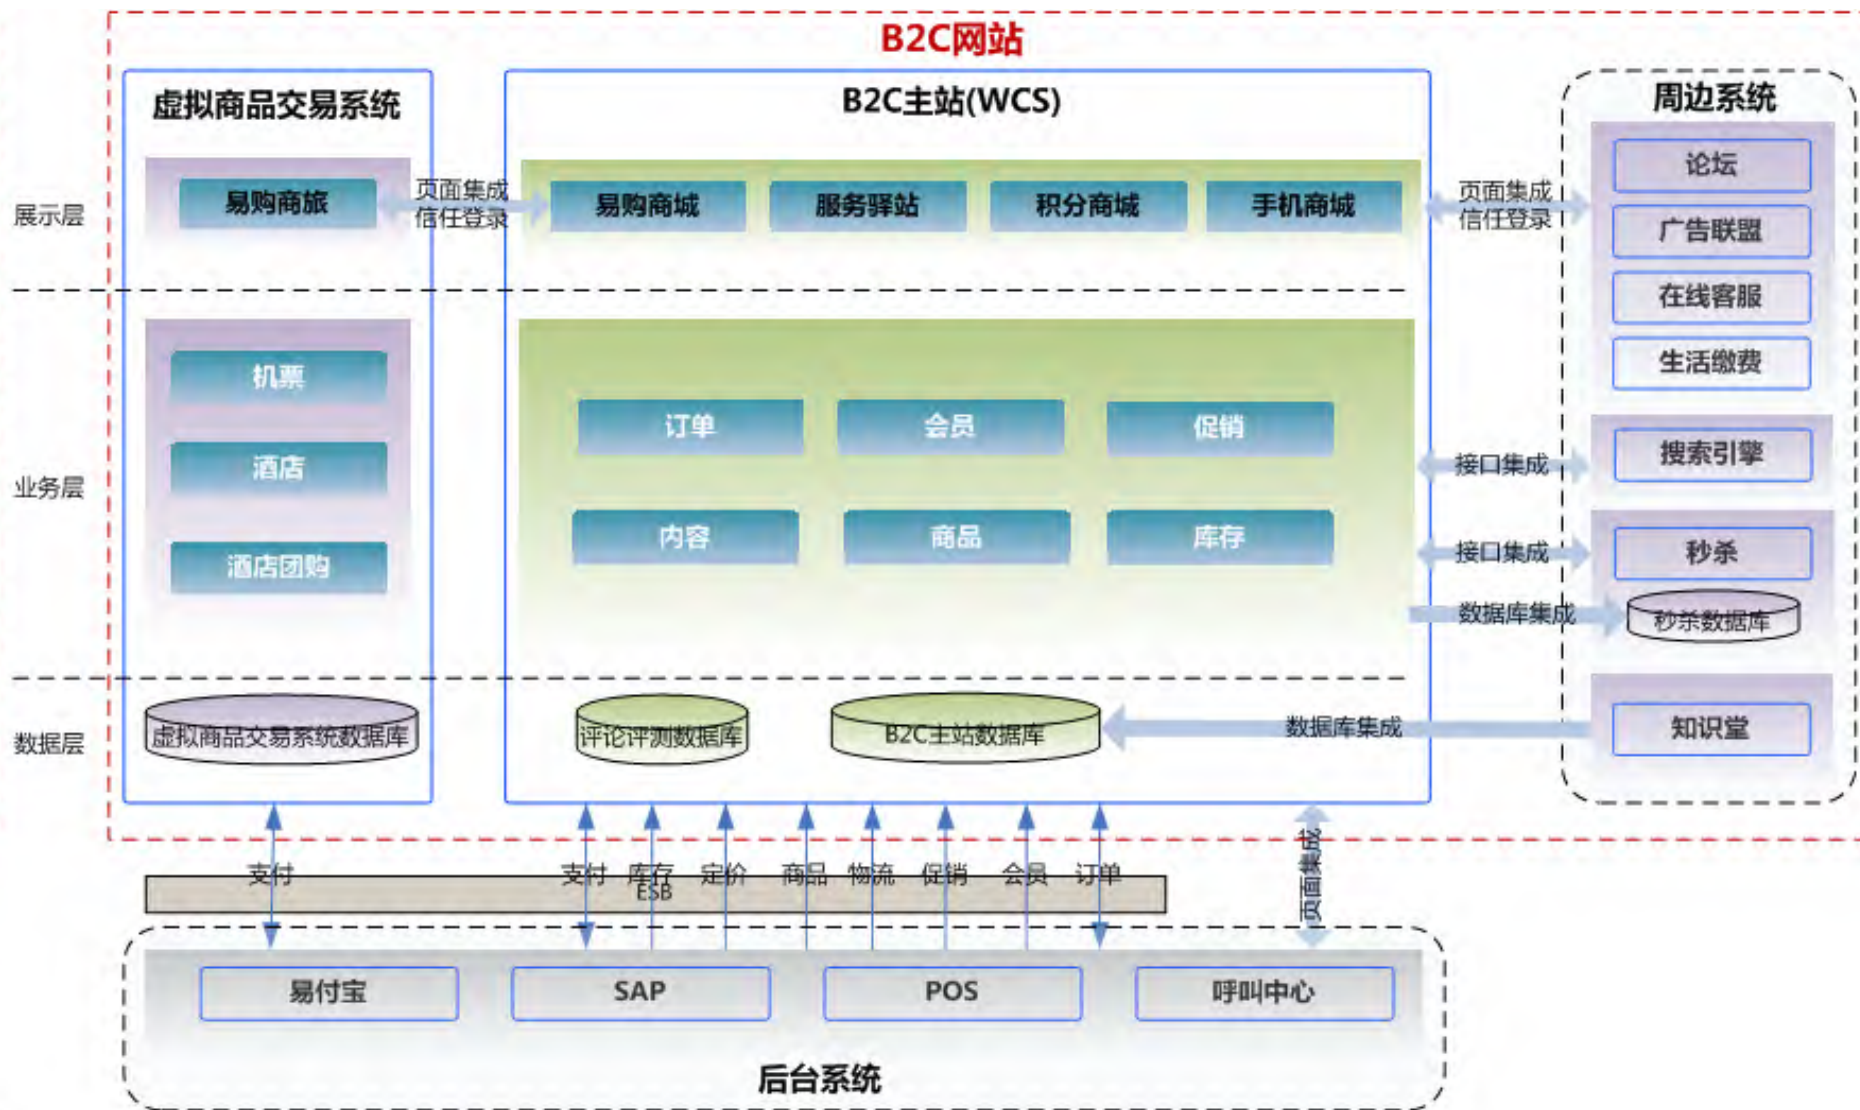 B2C网站
虚拟商品交易系统
B2C主站(WCS)
周边系统
展示层
易购商旅
页面集成
信任登录
易购商城
服务驿站
积分商城
手机商城
页面集成
信任登录
论坛
广告联盟
在线客服
生活缴费
业务层
机票
酒店
酒店团购
订单
会员
促销
内容
商品
库存
接口集成
搜索引擎
接口集成
秒杀
数据库集成
秒杀数据库
数据层
虚拟商品交易系统数据库
评论评测数据库
B2C主站数据库
数据库集成
知识堂
支付
支付
库存
定价
商品
物流
促销
会员
订单
页面集成
ESB
易付宝
SAP
POS
呼叫中心
后台系统